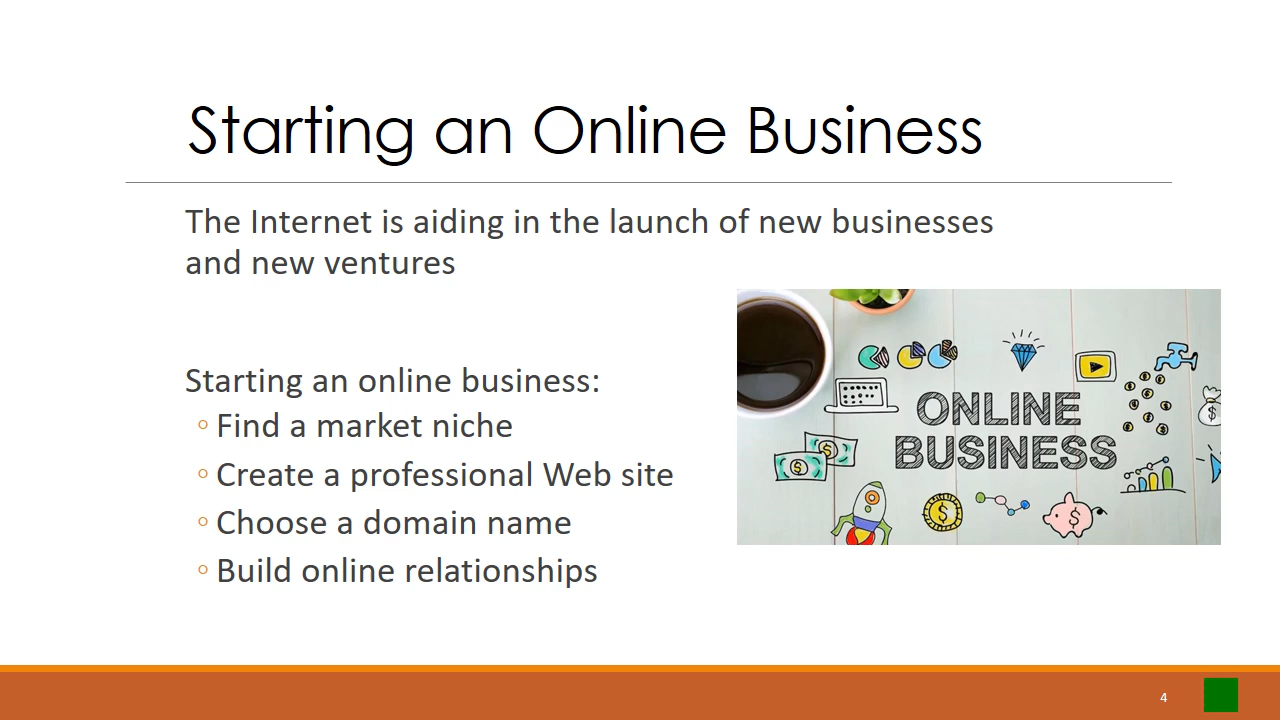 Starting an Online Business
The Internet is aiding in the launch of new businesses
and new ventures
Starting an online business:
◦ Find a market niche
◦ Create a professional Web site
◦ Choose a domain name
◦ Build online relationships
ONLINE
BUSINESS
$
$
$
$
$
4